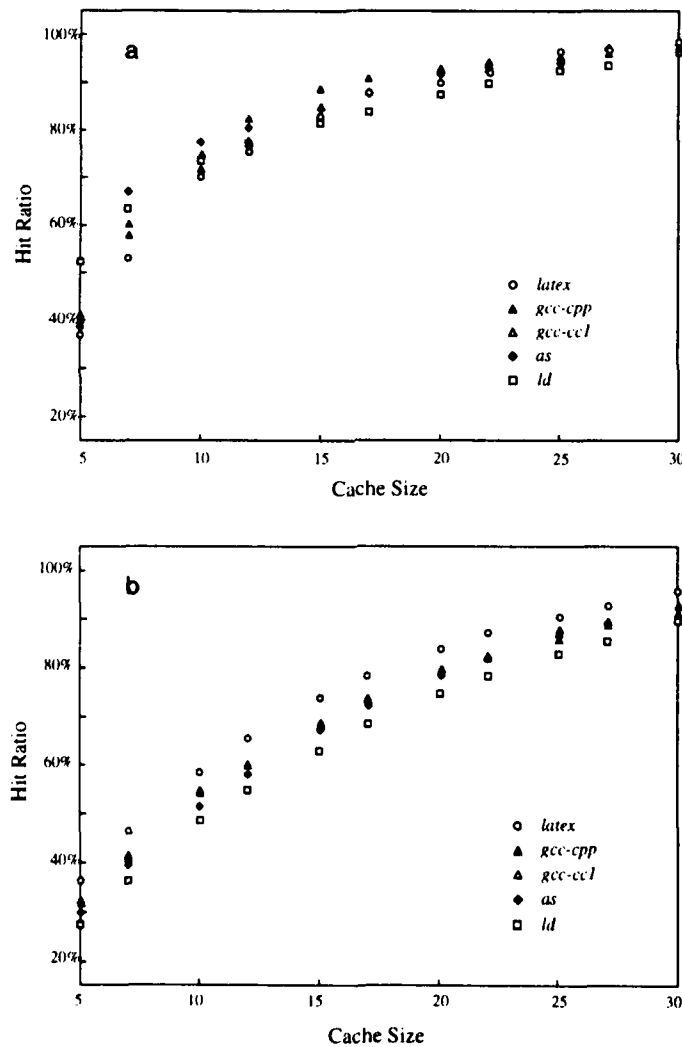 100%
a
80%
60%
40%
20%
Hit Ratio
latex
gcc-cpp
gcc-cc1
as
ld
5
10
15
20
25
30
Cache Size
100%
b
80%
60%
40%
20%
Hit Ratio
latex
gcc-cpp
gcc-cc1
as
ld
5
10
15
20
25
30
Cache Size